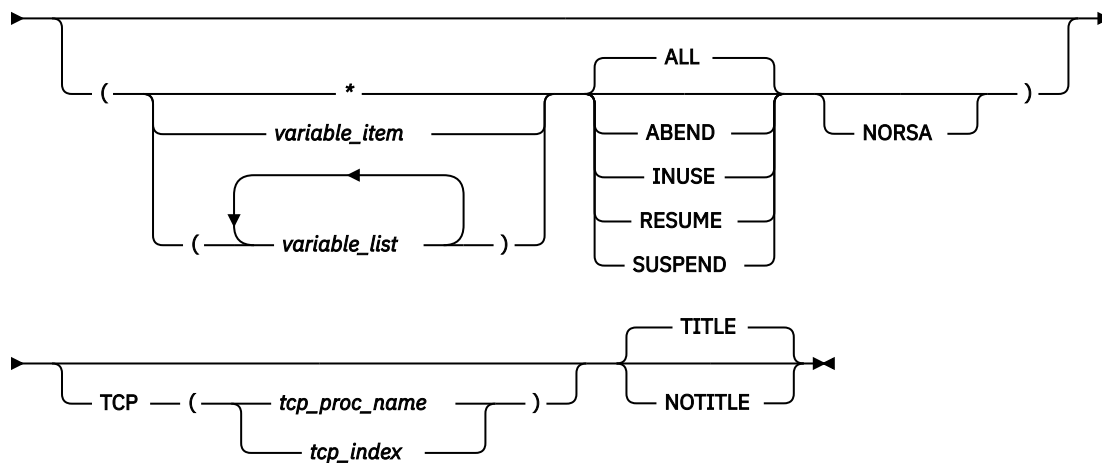 ALL
( * NORSA )
variable_item ABEND
INUSE
RESUME
( variable_list )
SUSPEND
TITLE
TCP ( tcp_proc_name ) NOTITLE
tcp_index